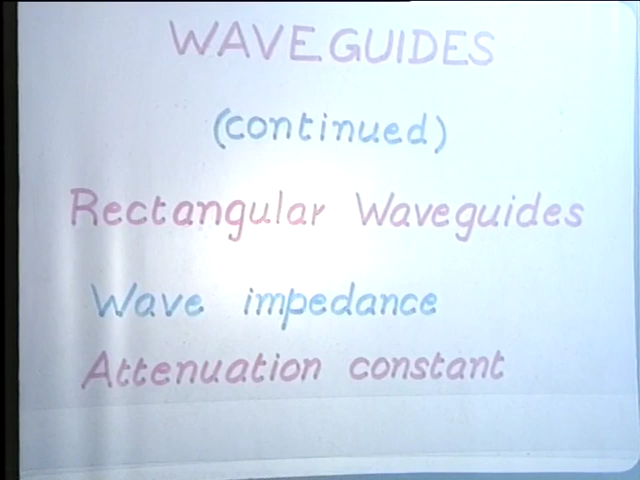 WAVEGUIDES
(continued)
Rectangular Waveguides
Wave impedance
Attenuation constant